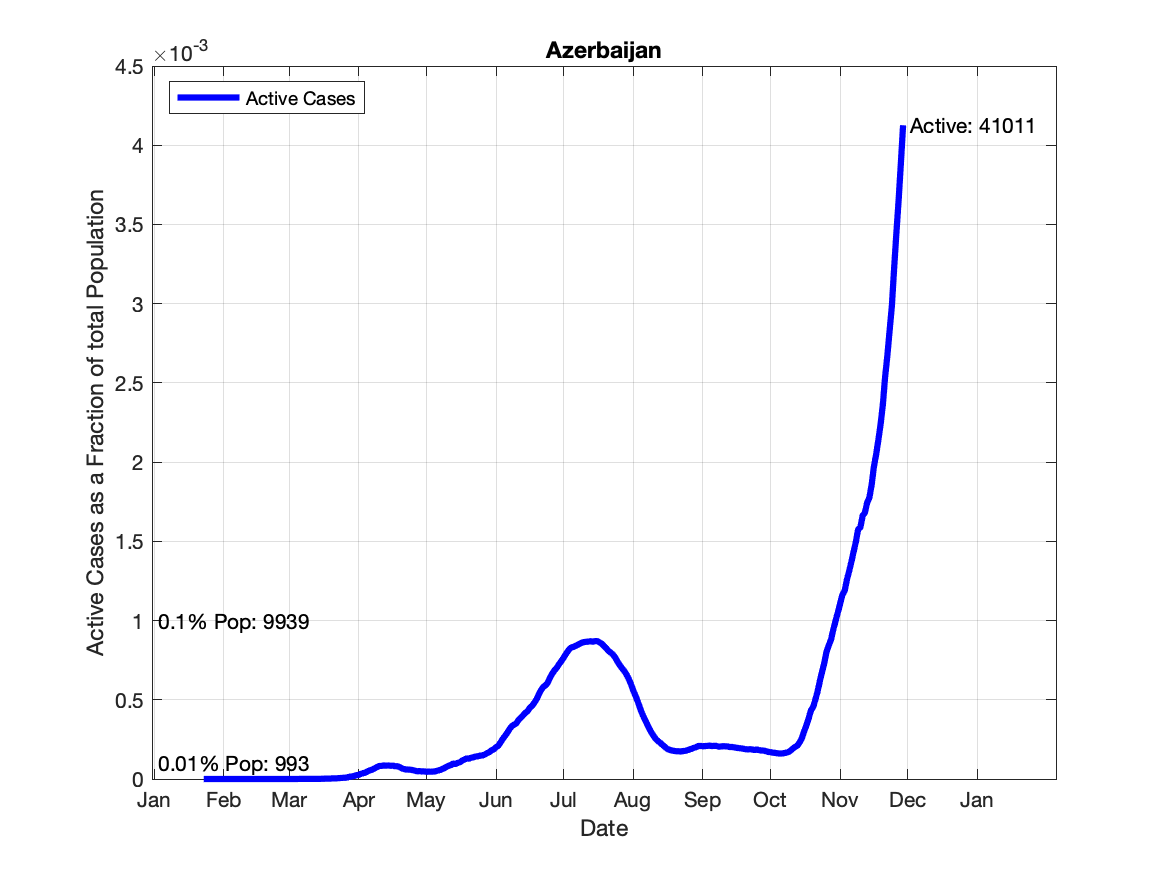 Azerbaijan
×10-3
Active Cases
Active: 41011
4.5
4
3.5
3
2.5
2
1.5
1
0.5
0
0.1% Pop: 9939
0.01% Pop: 993
Active Cases as a Fraction of total Population
Jan Feb Mar Apr May Jun Jul Aug Sep Oct Nov Dec Jan
Date